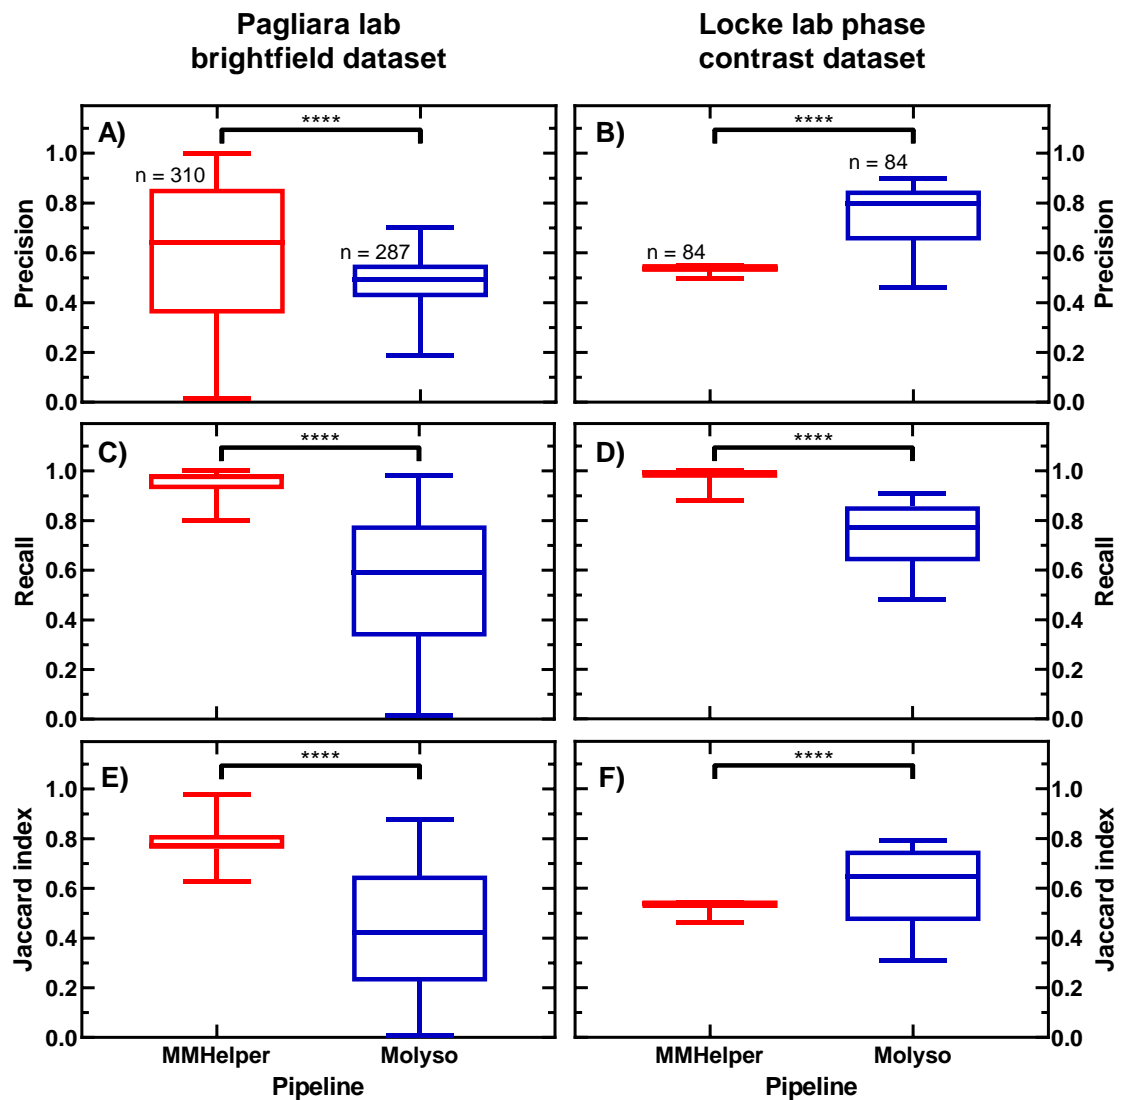 Pagliara lab
brightfield dataset
Locke lab phase
contrast dataset
A)
****
n = 310
n = 287
Precision
1.0
0.8
0.6
0.4
0.2
0.0
B)
****
n = 84
n = 84
1.0
0.8
0.6
0.4
0.2
0.0
Precision
C)
****
Recall
1.0
0.8
0.6
0.4
0.2
0.0
D)
****
1.0
0.8
0.6
0.4
0.2
0.0
Recall
E)
****
Jaccard index
1.0
0.8
0.6
0.4
0.2
0.0
MMHelper
Molyso
Pipeline
F)
****
1.0
0.8
0.6
0.4
0.2
0.0
Jaccard index
MMHelper
Molyso
Pipeline